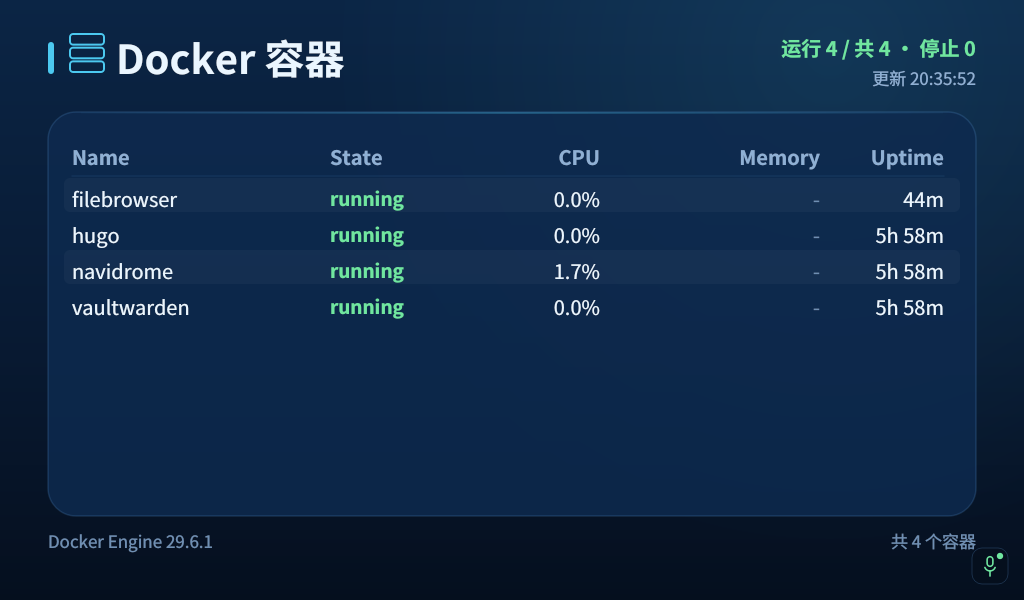 Docker 容器
运行 4 / 共 4 • 停止 0
更新 20:35:52
Name State CPU Memory Uptime
filebrowser running 0.0% - 44m
hugo running 0.0% - 5h 58m
navidrome running 1.7% - 5h 58m
vaultwarden running 0.0% - 5h 58m
Docker Engine 29.6.1
共 4 个容器